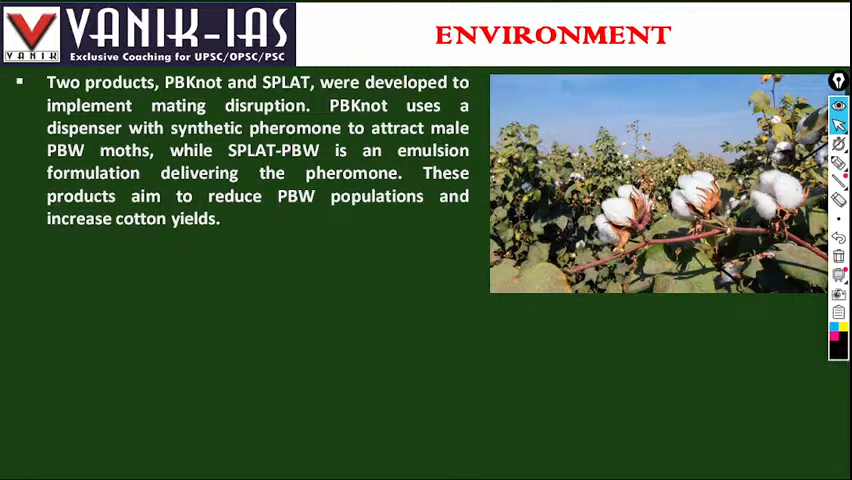 VANIK-IAS
VANIK
Exclusive Coaching for UPSC/OPSC/PSC
ENVIRONMENT
Two products, PBKnot and SPLAT, were developed to
implement mating disruption. PBKnot uses a
dispenser with synthetic pheromone to attract male
PBW moths, while SPLAT-PBW is an emulsion
formulation delivering the pheromone. These
products aim to reduce PBW populations and
increase cotton yields.